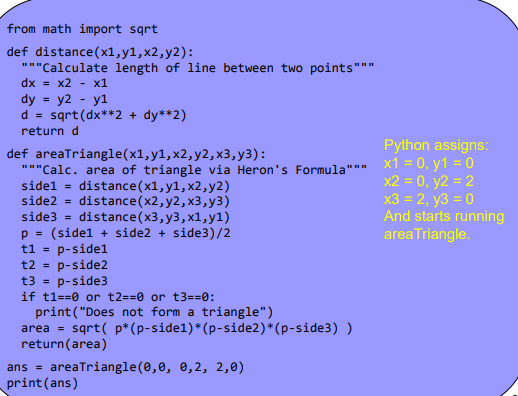 from math import sqrt
def distance(x1,y1,x2,y2):
"""Calculate length of line between two points"""
dx = x2 - x1
dy = y2 - y1
d = sqrt(dx**2 + dy**2)
return d
def areaTriangle(x1,y1,x2,y2,x3,y3):
"""Calc. area of triangle via Heron's Formula"""
side1 = distance(x1,y1,x2,y2)
side2 = distance(x2,y2,x3,y3)
side3 = distance(x3,y3,x1,y1)
p = (side1 + side2 + side3)/2
t1 = p-side1
t2 = p-side2
t3 = p-side3
if t1==0 or t2==0 or t3==0:
print("Does not form a triangle")
area = sqrt( p*(p-side1)*(p-side2)*(p-side3) )
return(area)
ans = areaTriangle(0,0, 0,2, 2,0)
print(ans)
Python assigns:
x1 = 0, y1 = 0
x2 = 0, y2 = 2
x3 = 2, y3 = 0
And starts running
areaTriangle.